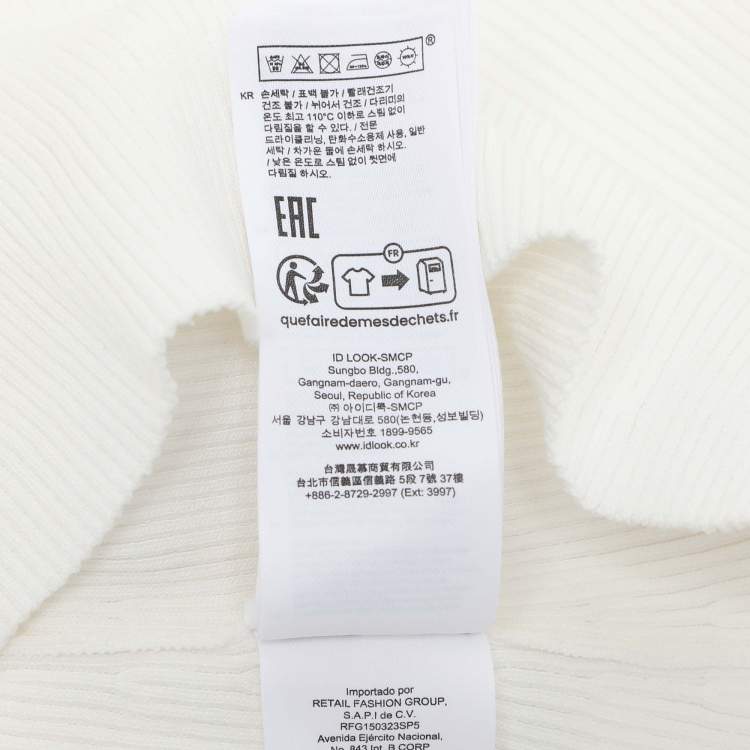 KR 손세탁 / 표백 불가 / 빨래건조기
건조 불가 / 뉘어서 건조 / 다리미의
온도 최고 110°C 이하로 스팀 없이
다림질을 할 수 있다. / 전문
드라이클리닝, 탄화수소용제 사용, 일반
세탁 / 차가운 물에 손세탁 하시오.
/ 낮은 온도로 스팀 없이 뒷면에
다림질 하시오.
EAC
FR
quefairedemesdechets.fr
ID LOOK-SMCP
Sungbo Bldg.,580,
Gangnam-daero, Gangnam-gu,
Seoul, Republic of Korea
㈜ 아이디룩-SMCP
서울 강남구 강남대로 580(논현동,성보빌딩)
소비자번호 1899-9565
www.idlook.co.kr
台灣晟慕商貿有限公司
台北市信義區信義路 5段 7號 37樓
+886-2-8729-2997 (Ext: 3997)
Importado por
RETAIL FASHION GROUP,
S.A.P.I de C.V.
RFG150323SP5
Avenida Ejército Nacional,
No. 843 Int. B CORP